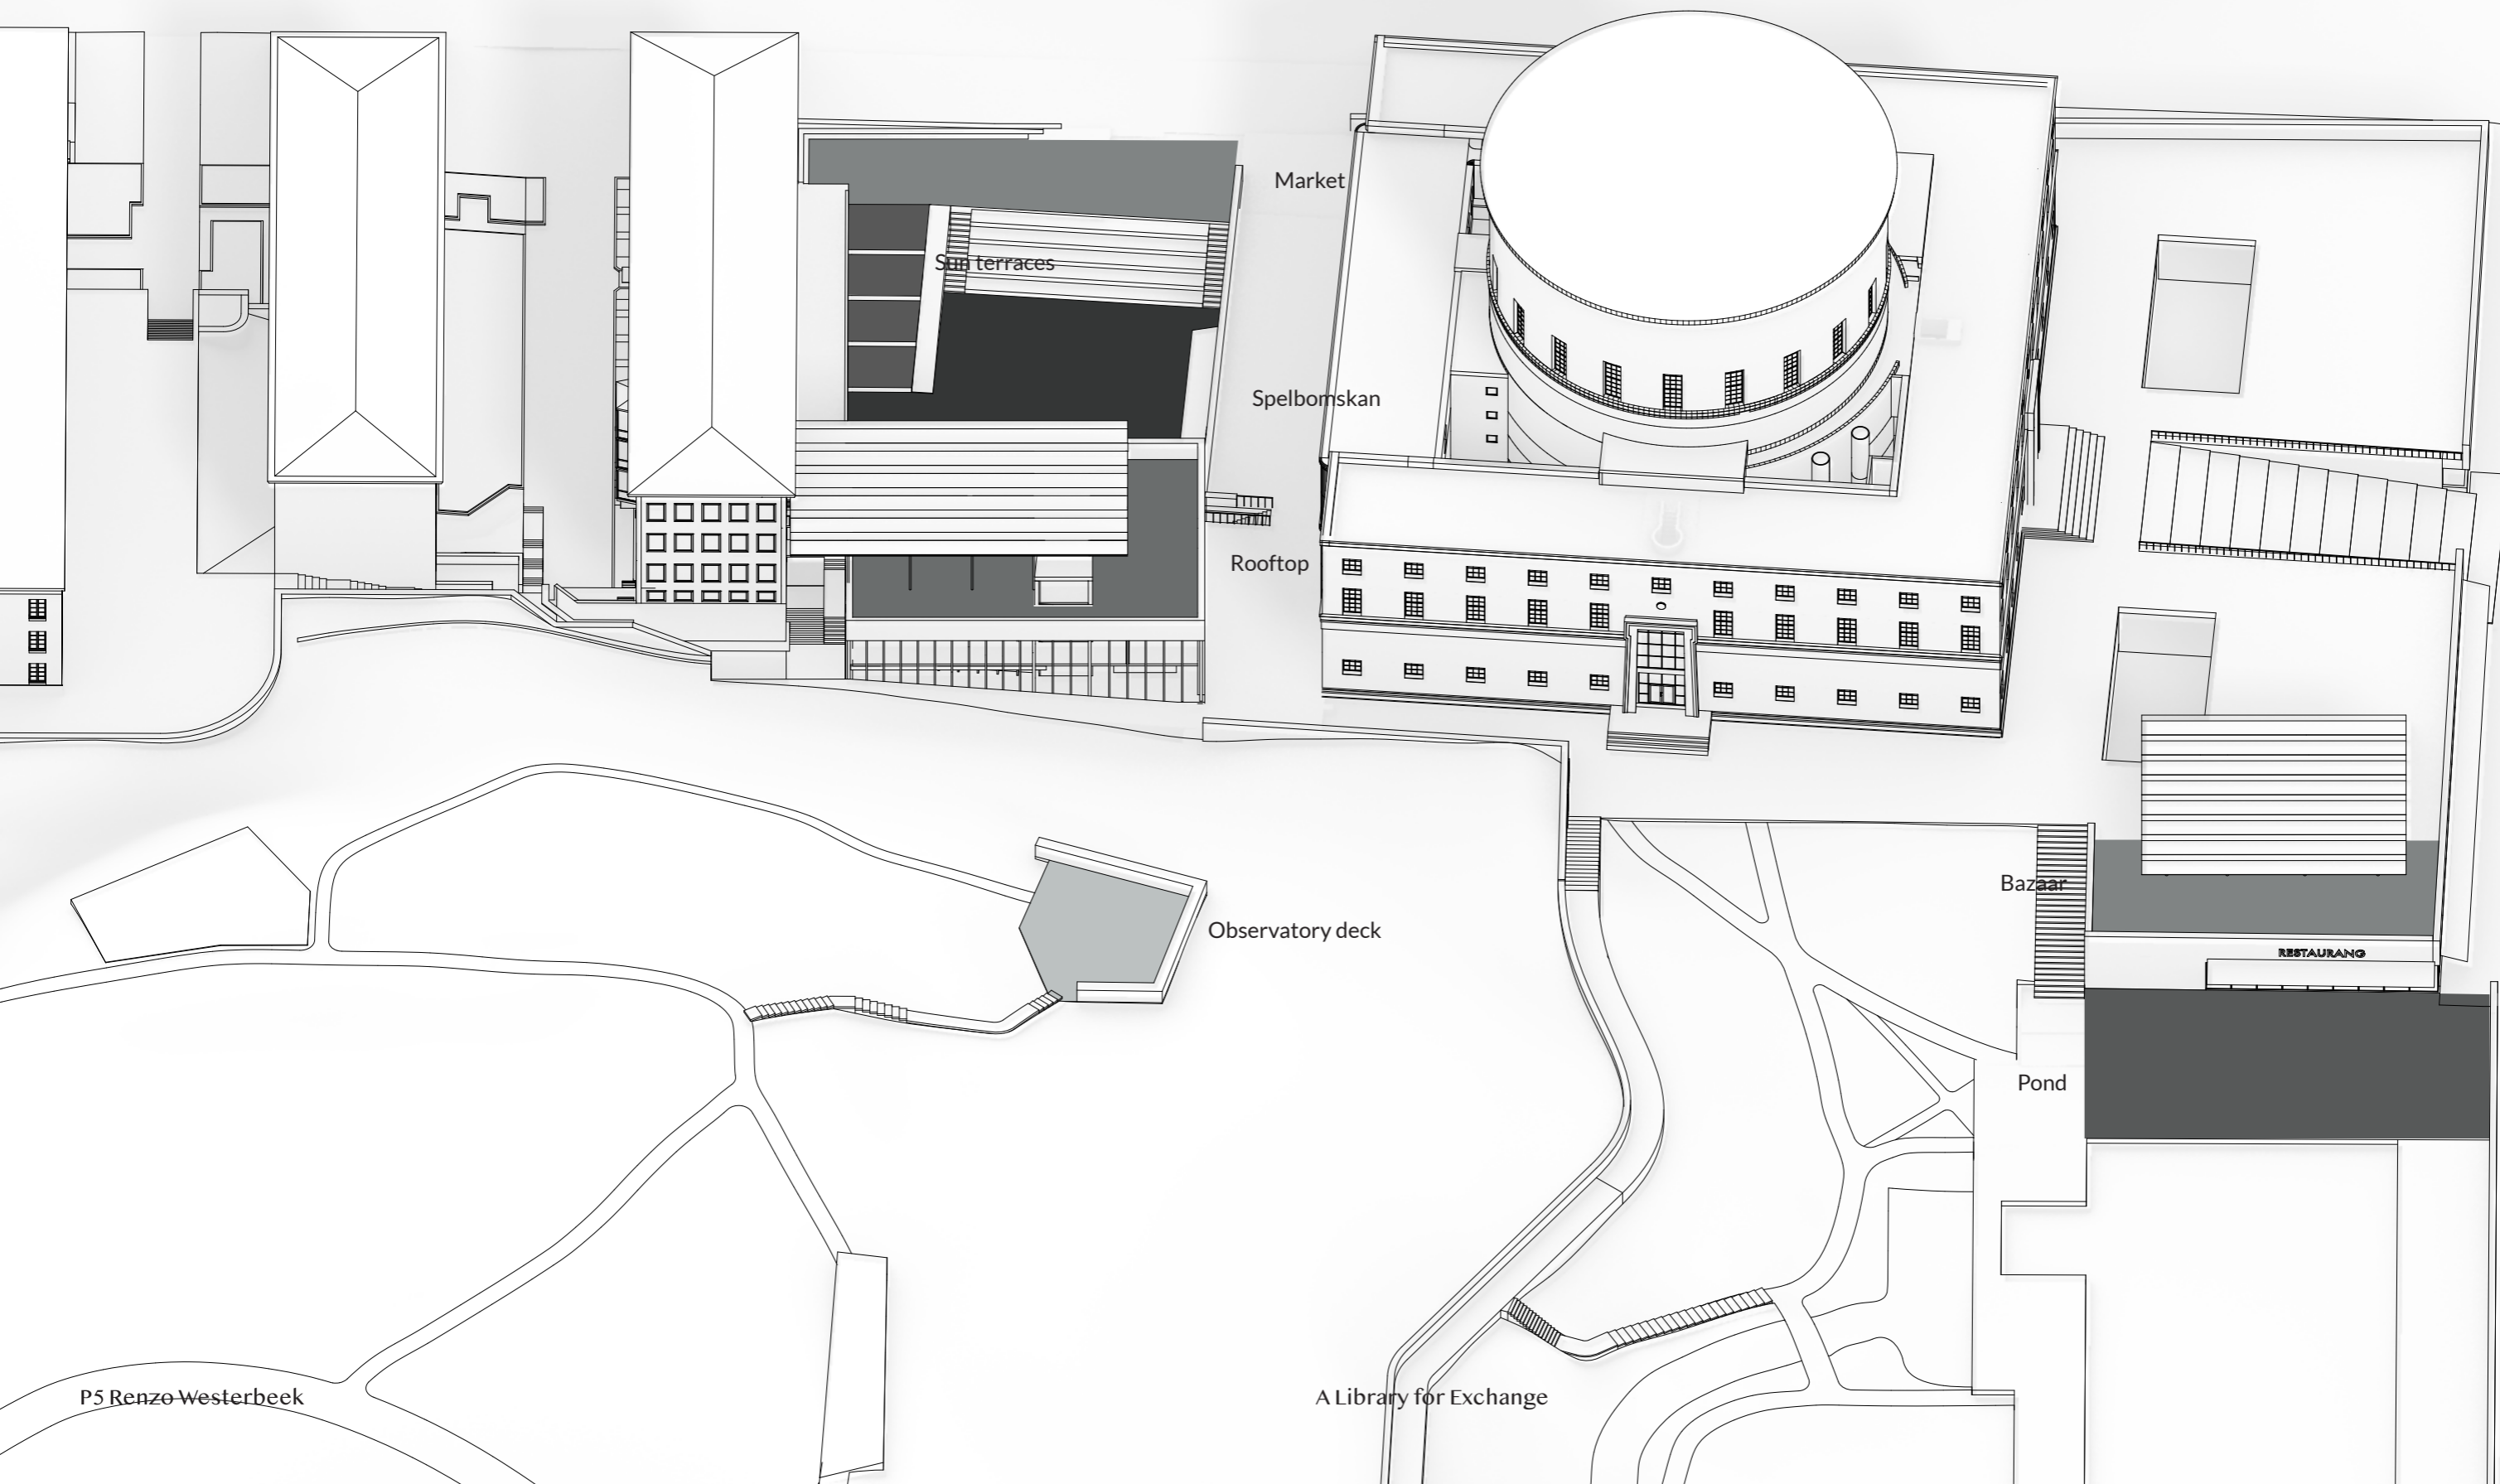 Market
Sun terraces
Spelbomskan
Rooftop
Bazaar
Observatory deck
RESTAURANG
Pond
P5 Renzo Westerbeek
A Library for Exchange